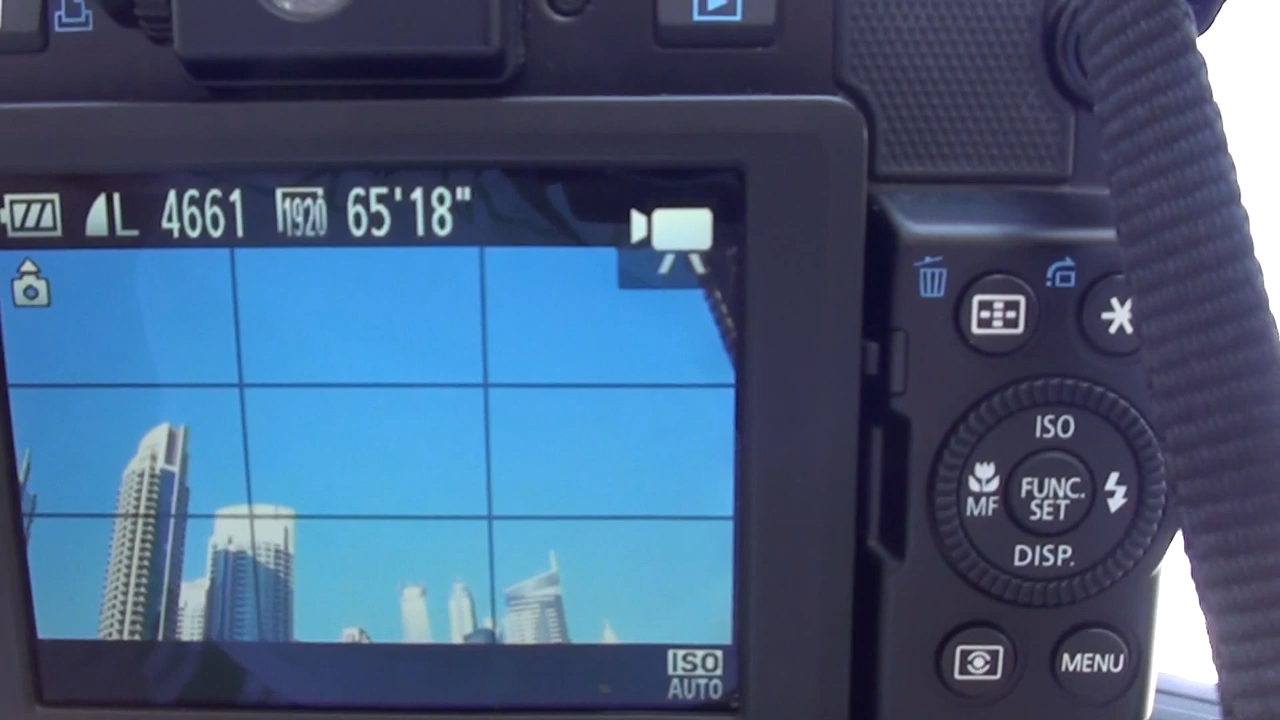 L 4661 1920 65'18"
ISO
MF
FUNC.
SET
DISP.
ISO
AUTO
MENU